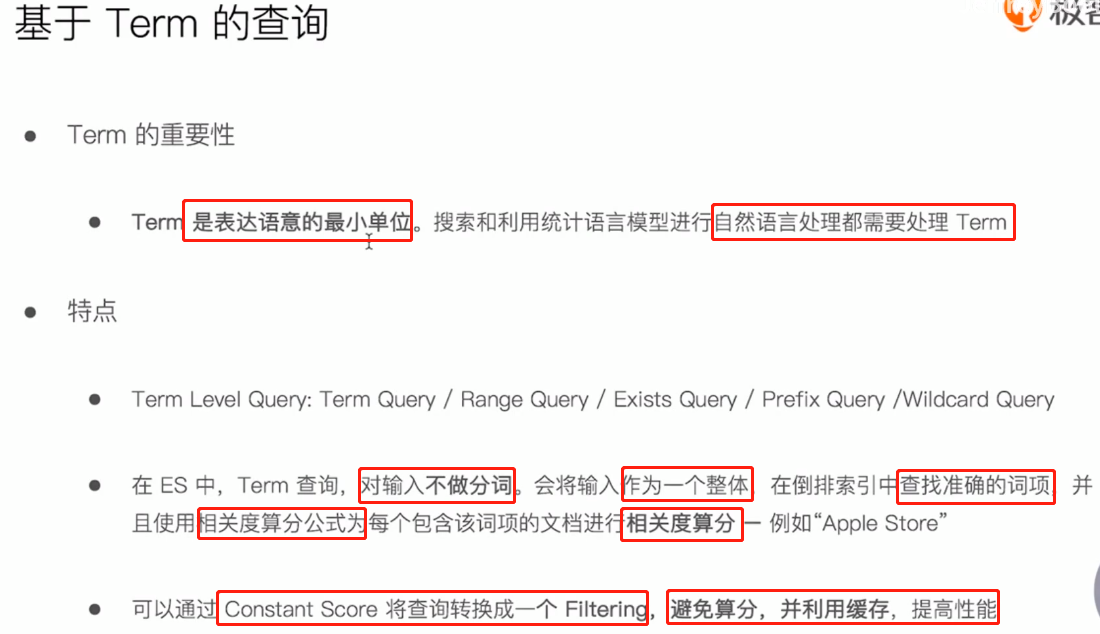 基于 Term 的查询
极客
Term 的重要性
Term 是表达语意的最小单位。搜索和利用统计语言模型进行自然语言处理都需要处理 Term
特点
Term Level Query: Term Query / Range Query / Exists Query / Prefix Query /Wildcard Query
在 ES 中，Term 查询，对输入不做分词。会将输入作为一个整体，在倒排索引中查找准确的词项，并
且使用相关度算分公式为每个包含该词项的文档进行相关度算分 – 例如“Apple Store”
可以通过 Constant Score 将查询转换成一个 Filtering，避免算分，并利用缓存，提高性能